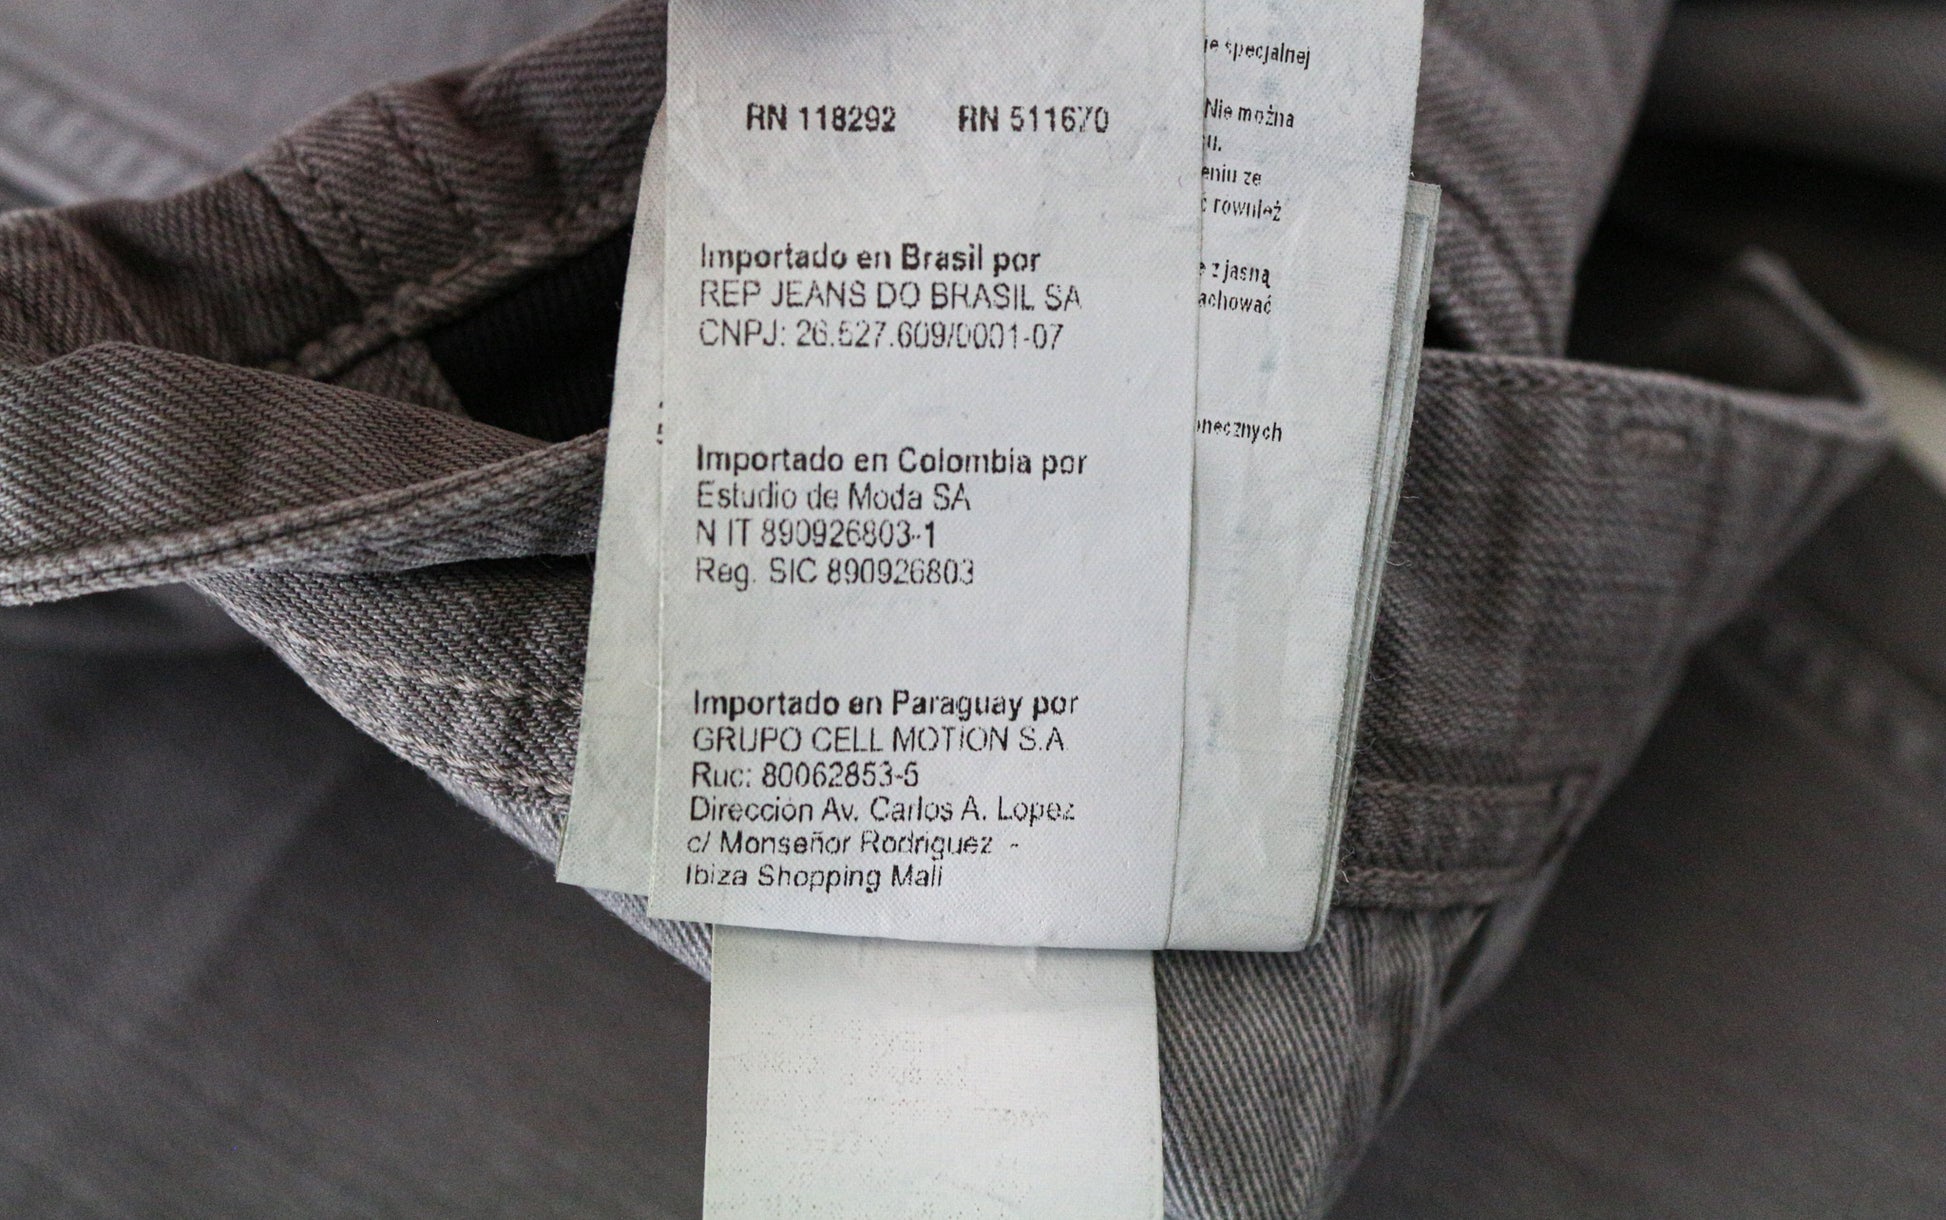 RN 118292 RN 511670
Importado en Brasil por
REP JEANS DO BRASIL SA
CNPJ: 26.527.609/0001-07
Importado en Colombia por
Estudio de Moda SA
N IT 890926803-1
Reg. SIC 890926803
Importado en Paraguay por
GRUPO CELL MOTION S.A
Ruc: 80062853-5
Dirección Av. Carlos A. Lopez
c/ Monseñor Rodriguez -
Ibiza Shopping Mall
je specjalnej
Nie można
u.
eniu ze
ć rownież
e z jasną
achować
onecznych